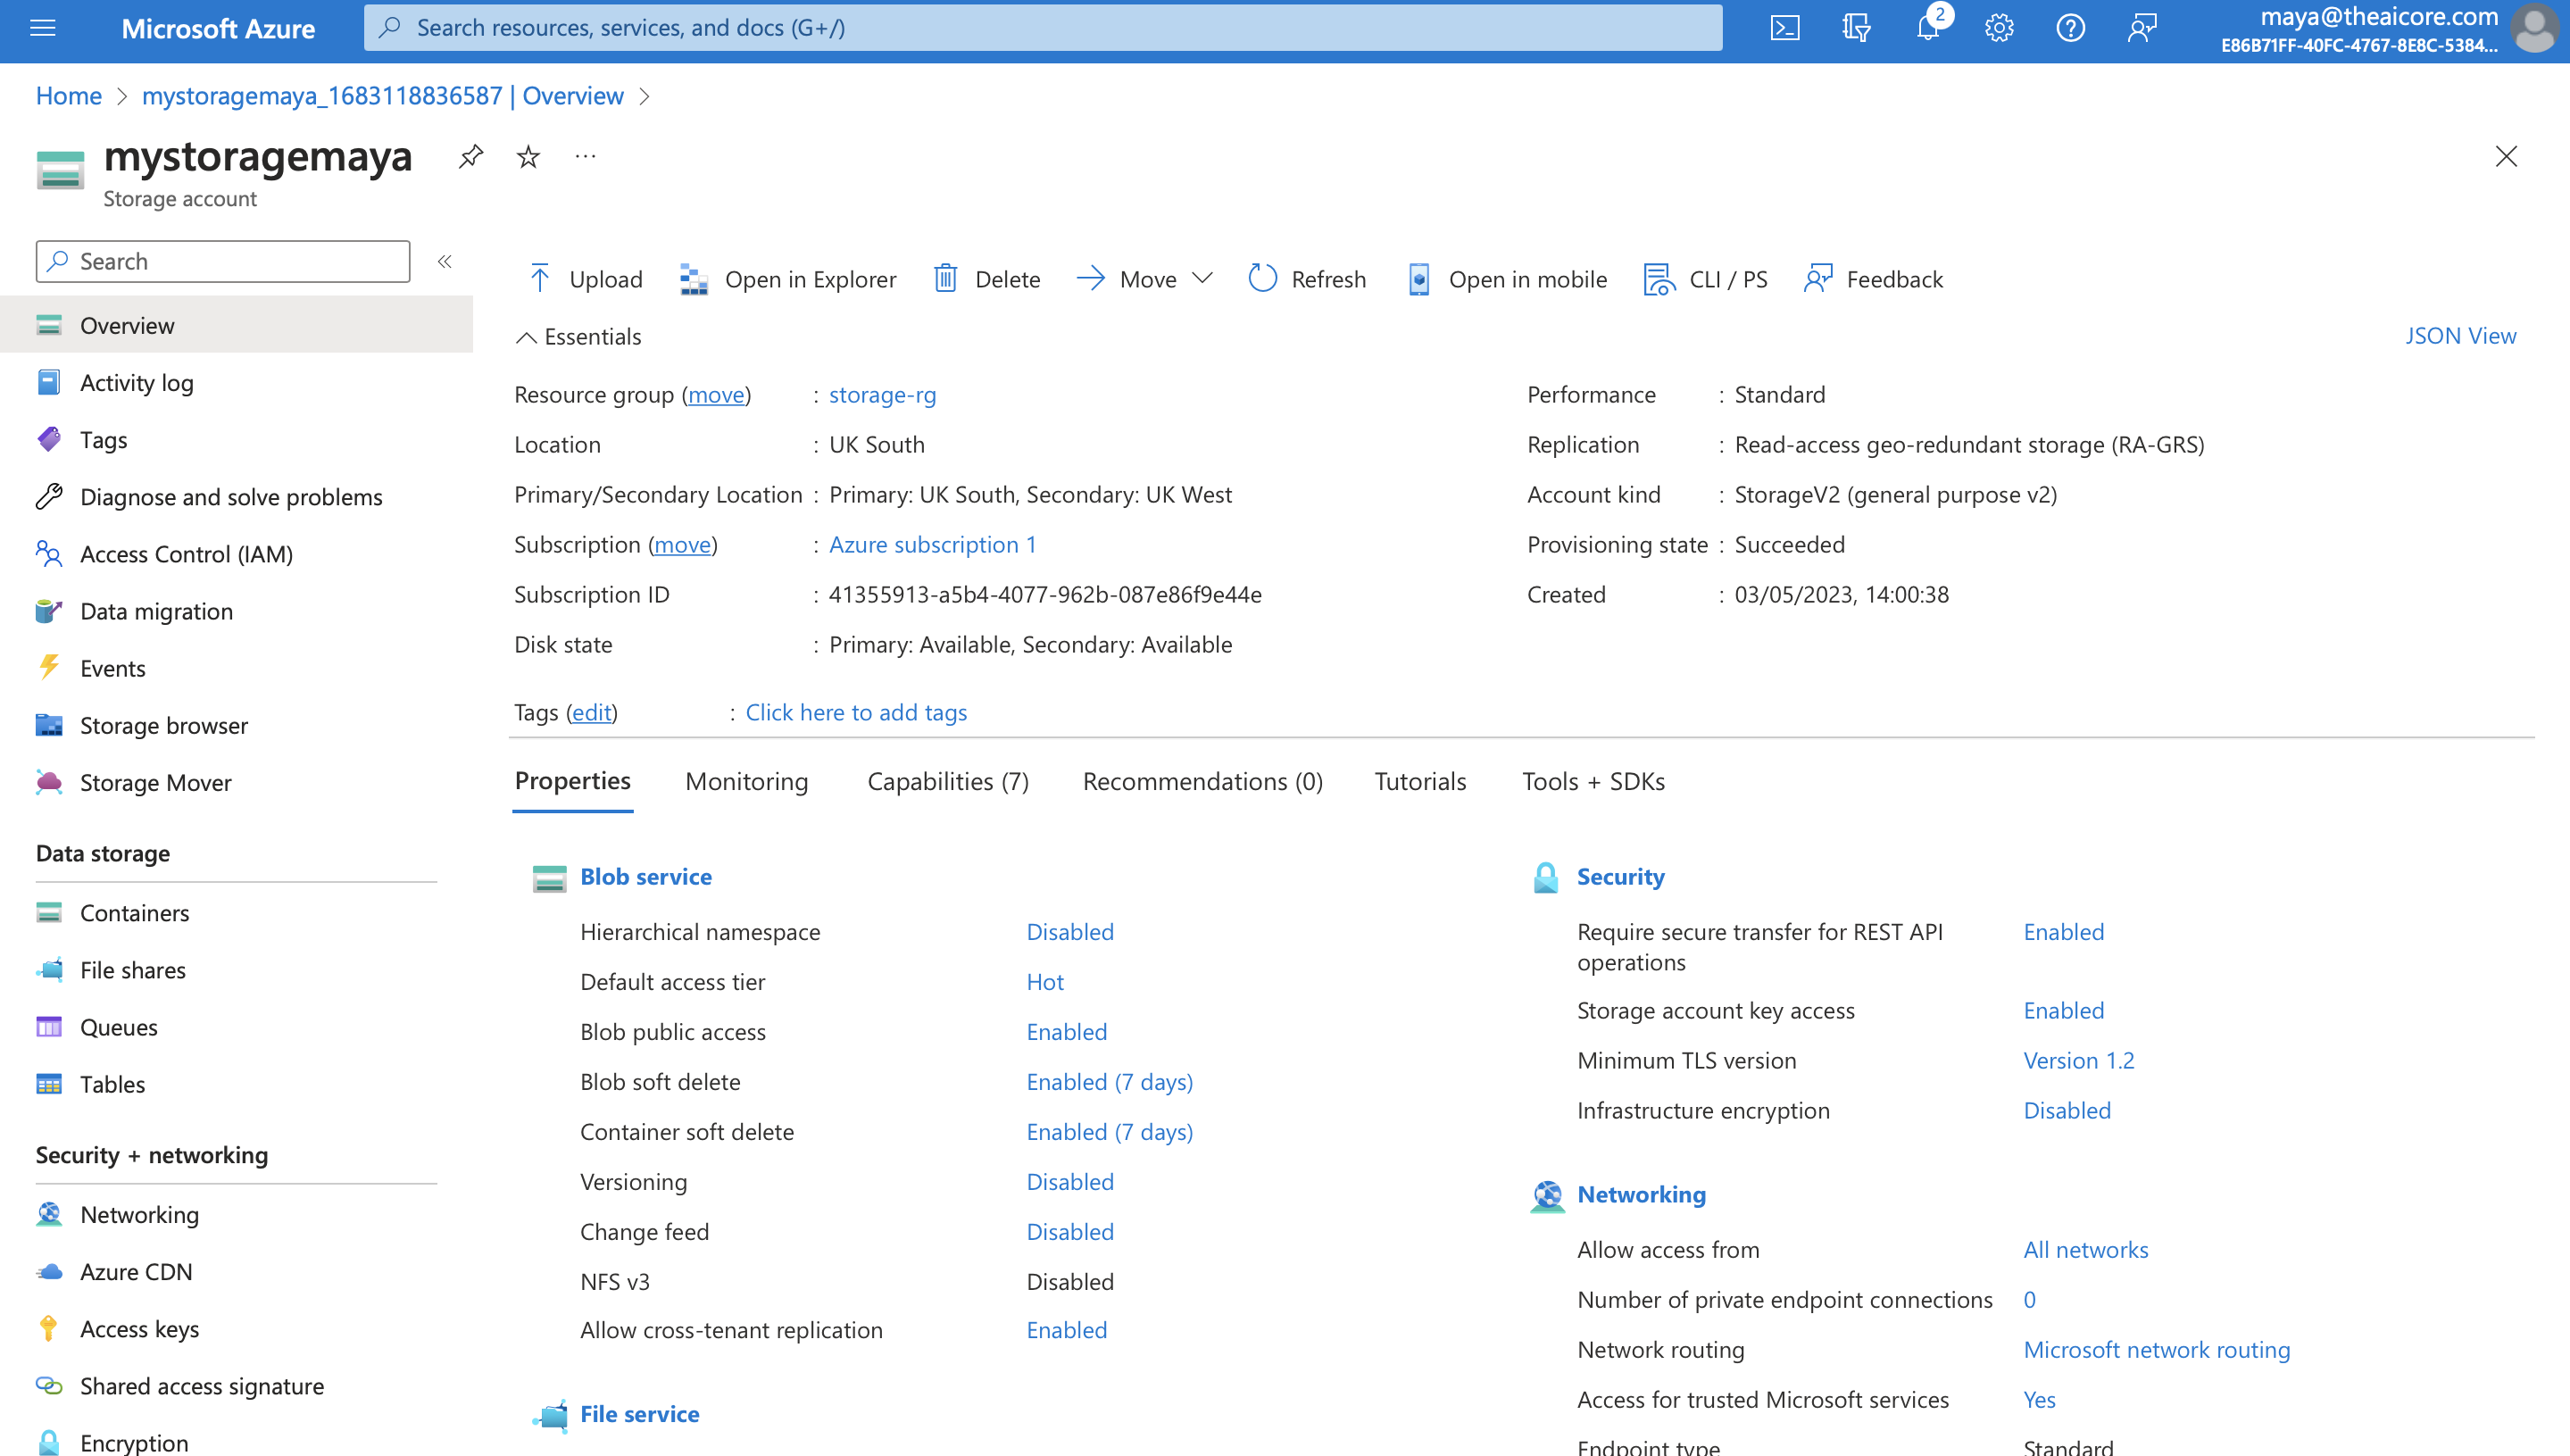 Microsoft Azure
Search resources, services, and docs (G+/)
2
maya@theaicore.com
E86B71FF-40FC-4767-8E8C-5384...
Home > mystoragemaya_1683118836587 | Overview >
mystoragemaya
...
Storage account
Search
«
Overview
Activity log
Tags
Diagnose and solve problems
Access Control (IAM)
Data migration
Events
Storage browser
Storage Mover
Data storage
Containers
File shares
Queues
Tables
Security + networking
Networking
Azure CDN
Access keys
Shared access signature
Encryption
Upload Open in Explorer Delete Move Refresh Open in mobile CLI / PS Feedback
Essentials
JSON View
Resource group (move) : storage-rg
Location : UK South
Primary/Secondary Location : Primary: UK South, Secondary: UK West
Subscription (move) : Azure subscription 1
Subscription ID : 41355913-a5b4-4077-962b-087e86f9e44e
Disk state : Primary: Available, Secondary: Available
Performance : Standard
Replication : Read-access geo-redundant storage (RA-GRS)
Account kind : StorageV2 (general purpose v2)
Provisioning state : Succeeded
Created : 03/05/2023, 14:00:38
Tags (edit) : Click here to add tags
Properties Monitoring Capabilities (7) Recommendations (0) Tutorials Tools + SDKs
Blob service
Hierarchical namespace Disabled
Default access tier Hot
Blob public access Enabled
Blob soft delete Enabled (7 days)
Container soft delete Enabled (7 days)
Versioning Disabled
Change feed Disabled
NFS v3 Disabled
Allow cross-tenant replication Enabled
File service
Security
Require secure transfer for REST API Enabled
operations
Storage account key access Enabled
Minimum TLS version Version 1.2
Infrastructure encryption Disabled
Networking
Allow access from All networks
Number of private endpoint connections 0
Network routing Microsoft network routing
Access for trusted Microsoft services Yes
Endpoint type Standard